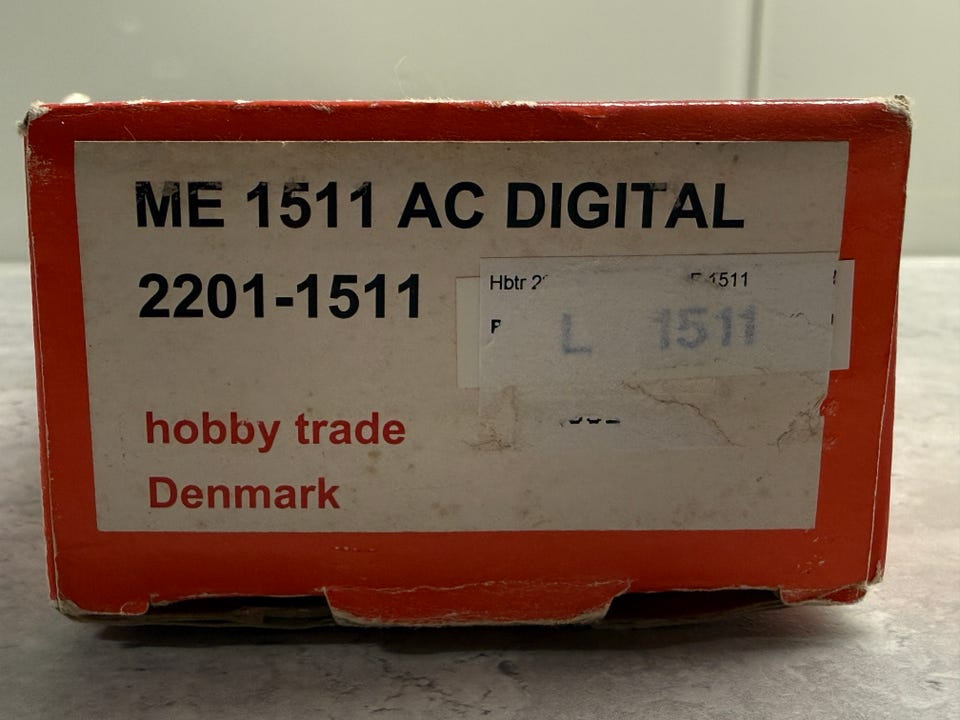 ME 1511 AC DIGITAL
2201-1511
Hbtr 1511
L 1511
hobby trade
Denmark